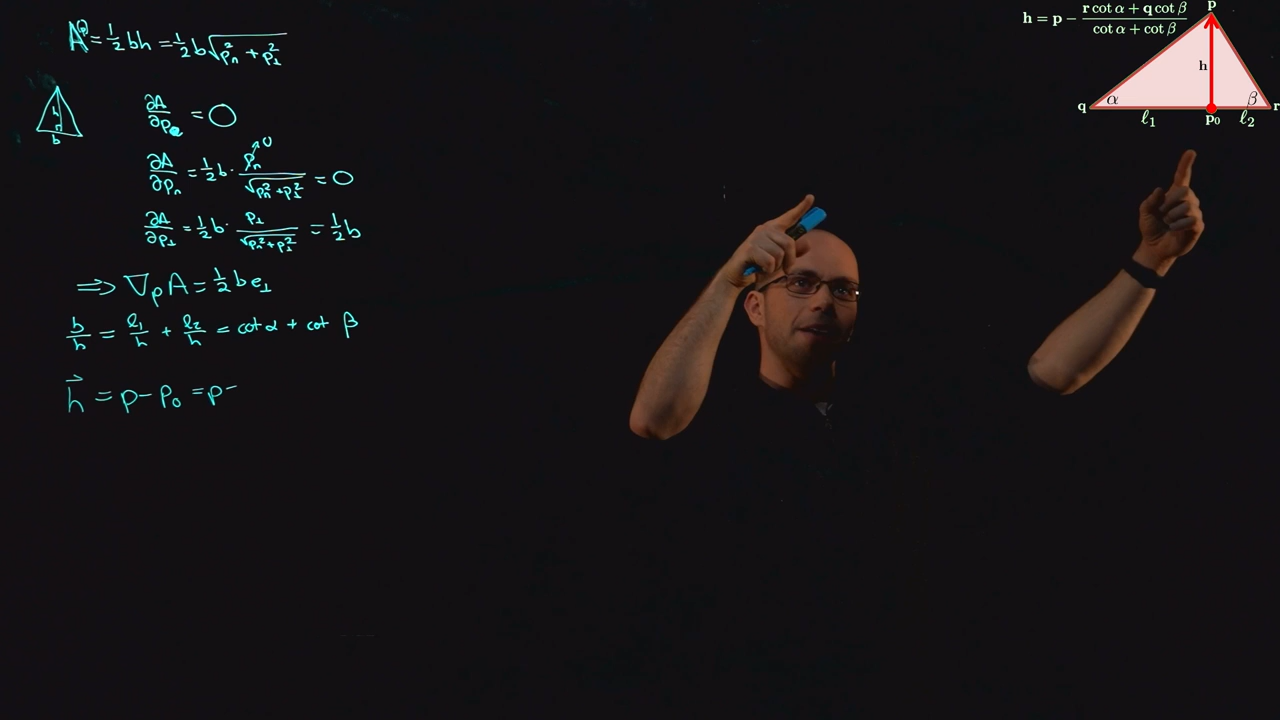 A^p = 1/2 bh = 1/2 b √(p_n² + p_⊥²)
h
b
∂A/∂p_e = 0
∂A/∂p_n = 1/2 b · p_n↗0 / √(p_n² + p_⊥²) = 0
∂A/∂p_⊥ = 1/2 b · p_⊥ / √(p_n² + p_⊥²) = 1/2 b
⟹ ∇_p A = 1/2 b e_⊥
b/h = ℓ₁/h + ℓ₂/h = cot α + cot β
h⃗ = p - p₀ = p -
h = p − (r cot α + q cot β)/(cot α + cot β)
p
h
q α β r
ℓ₁ p₀ ℓ₂